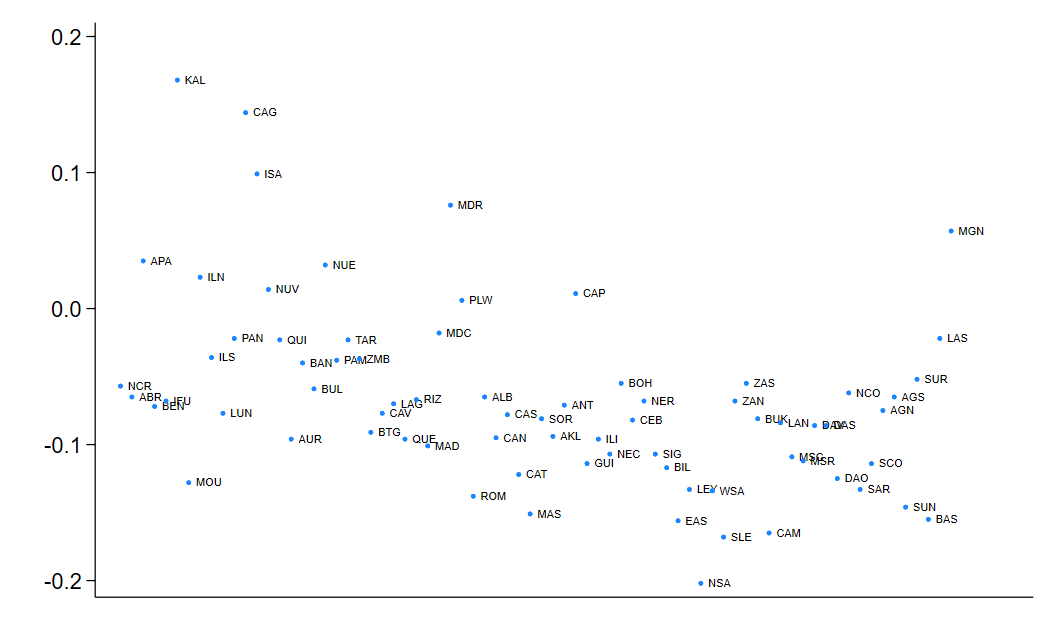 0.2
KAL
CAG
0.1
ISA
MDR
MGN
APA
NUE
ILN
NUV
CAP
PLW
0.0
MDC
PAN
LAS
QUI
TAR
ILS
ZMB
PAM
BAN
SUR
BOH
ZAS
NCR
BUL
NCO
ABR
ALB
AGS
RIZ
IFU
NER
ZAN
LAG
ANT
BEN
AGN
LUN
CAV
CAS
SOR
BUK
CEB
LAN
DAS
BTG
AKL
CAN
AUR
QUE
ILI
-0.1
MAD
NEC
SIG
MSC
MSR
GUI
SCO
BIL
CAT
DAO
MOU
LEY
WSA
SAR
ROM
SUN
MAS
BAS
EAS
CAM
SLE
-0.2
NSA